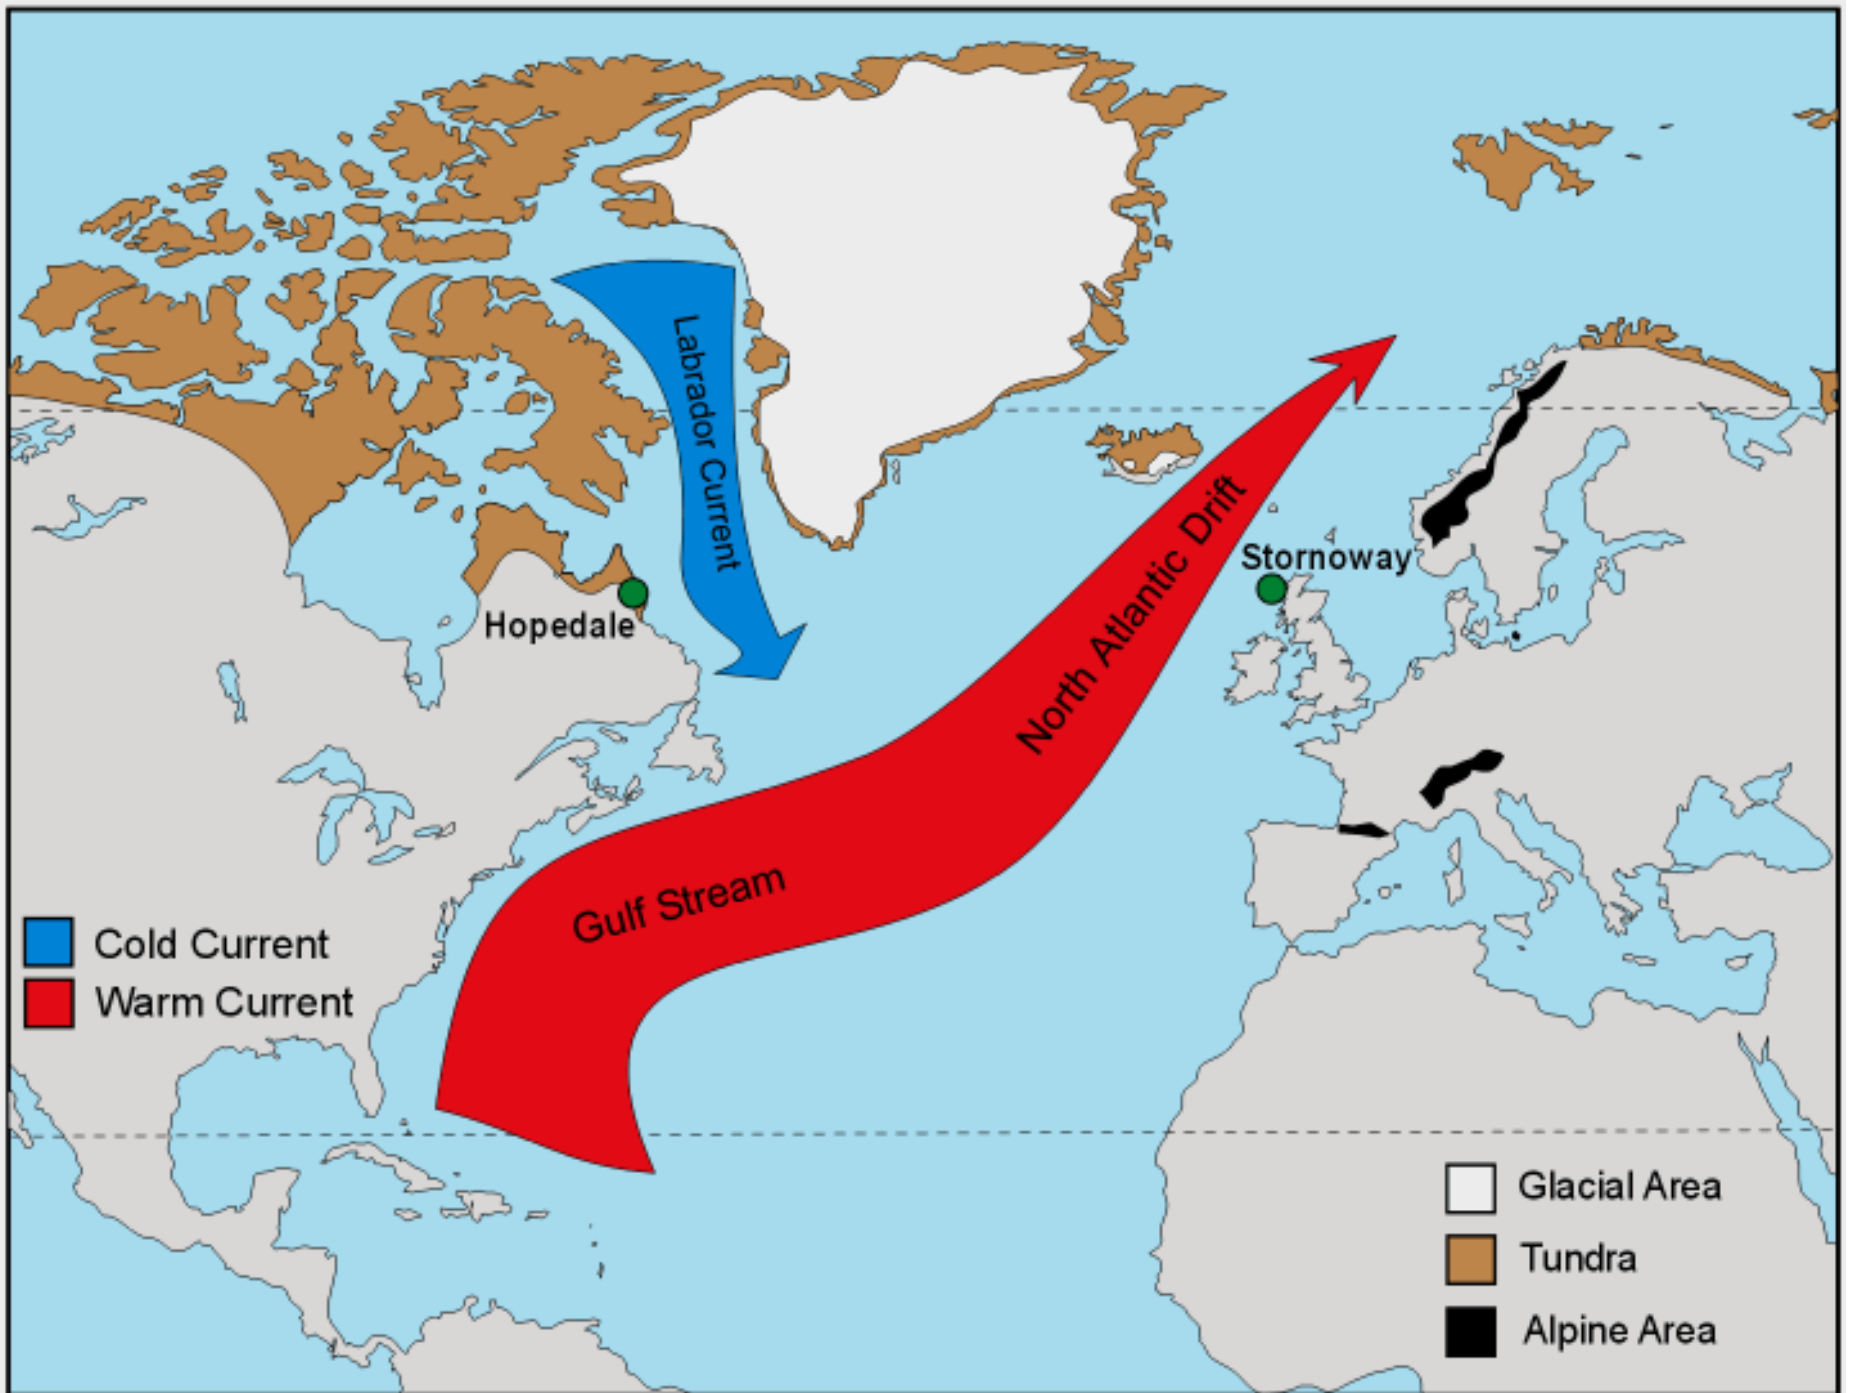 Labrador Current
North Atlantic Drift
Stornoway
Hopedale
Gulf Stream
Cold Current
Warm Current
Glacial Area
Tundra
Alpine Area